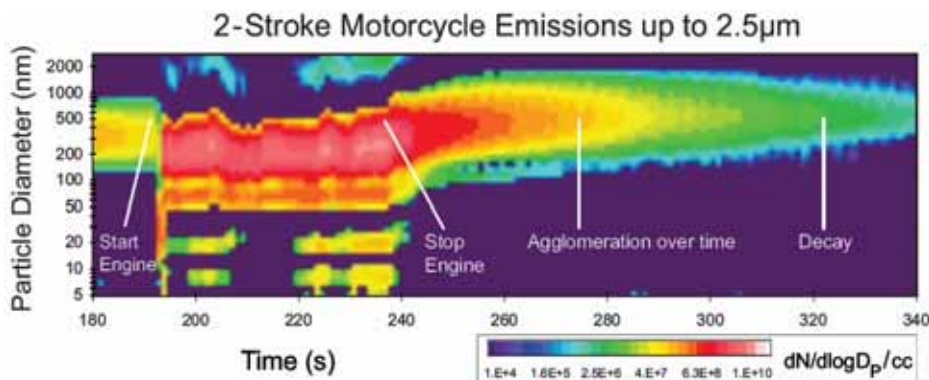 2-Stroke Motorcycle Emissions up to 2.5µm
Particle Diameter (nm)
2000
1000
500
200
100
50
20
10
5
Start
Engine
Stop
Engine
Agglomeration over time
Decay
180 200 220 240 260 280 300 320 340
Time (s)
1.E+4 1.6E+5 2.5E+6 4.E+7 6.3E+8 1.E+10
dN/dlogDP/cc